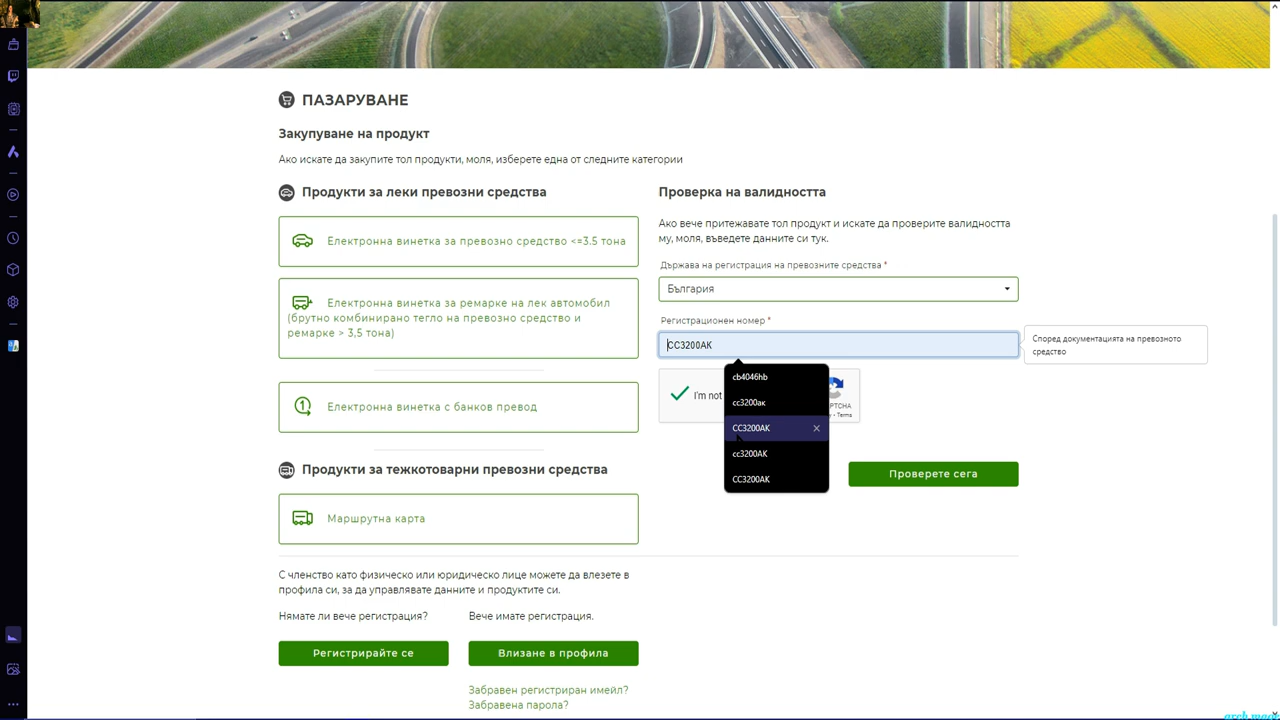 ПАЗАРУВАНЕ
Закупуване на продукт
Ако искате да закупите тол продукти, моля, изберете една от следните категории
Продукти за леки превозни средства
Електронна винетка за превозно средство <=3.5 тона
Електронна винетка за ремарке на лек автомобил
(брутно комбинирано тегло на превозно средство и
ремарке > 3,5 тона)
Електронна винетка с банков превод
Продукти за тежкотоварни превозни средства
Маршрутна карта
С членство като физическо или юридическо лице можете да влезете в
профила си, за да управлявате данните и продуктите си.
Нямате ли вече регистрация?
Вече имате регистрация.
Регистрирайте се
Влизане в профила
Забравен регистриран имейл?
Забравена парола?
Проверка на валидността
Ако вече притежавате тол продукт и искате да проверите валидността
му, моля, въведете данните си тук.
Държава на регистрация на превозните средства *
България
Регистрационен номер *
CC3200AK
Според документацията на превозното
средство
cb4046hb
cc3200ак
CC3200AK
cc3200AK
CC3200AK
I'm not
PTCHA
- Terms
Проверете сега